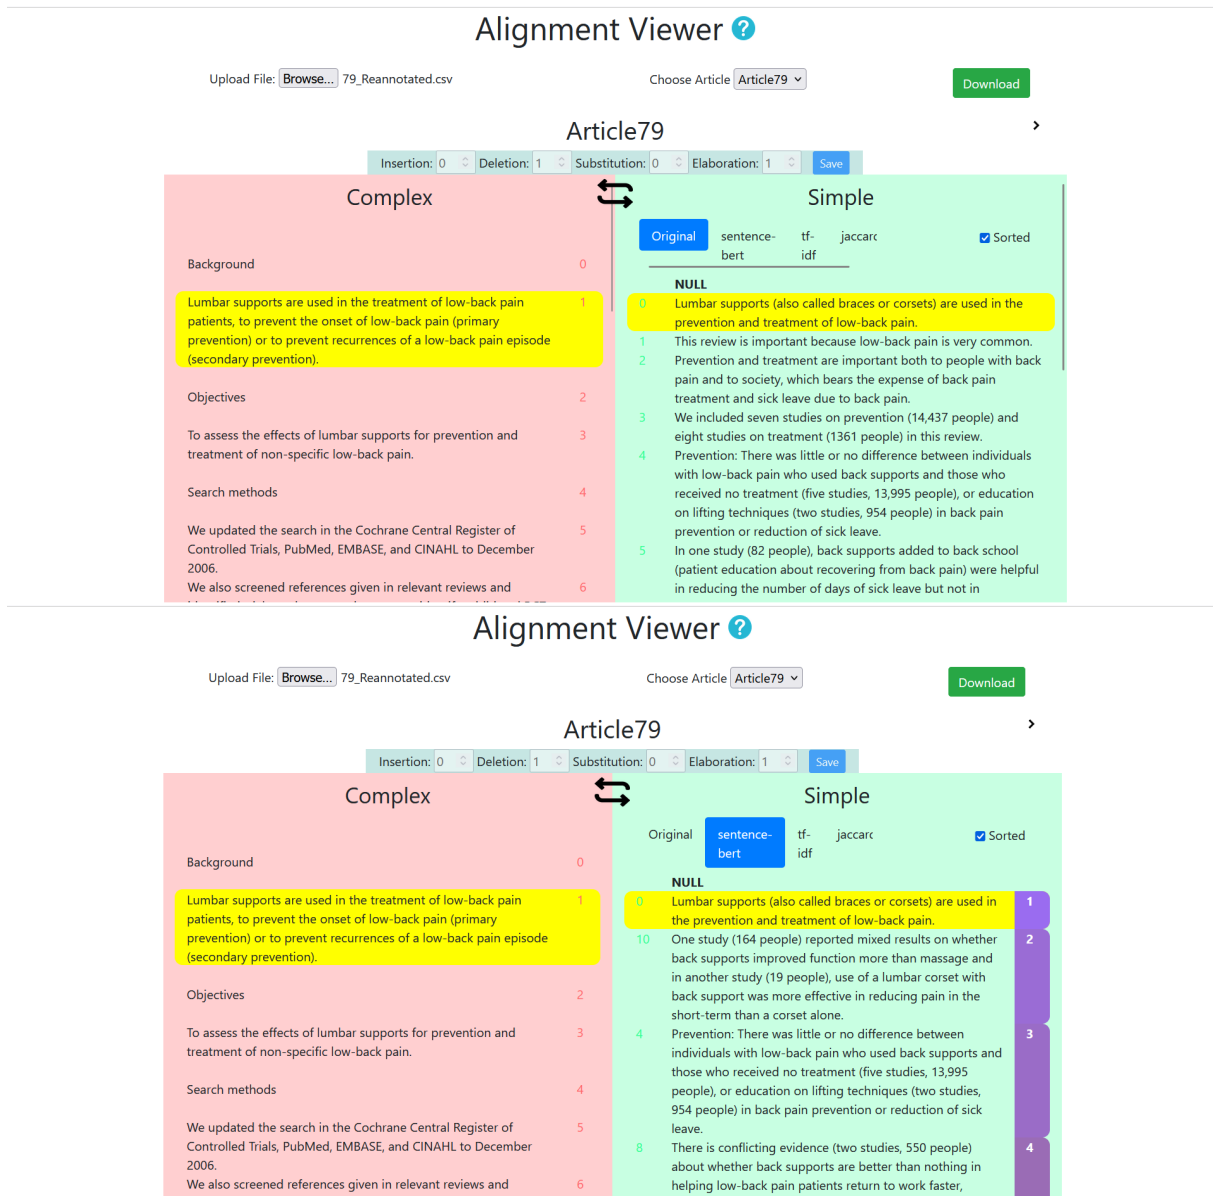 Alignment Viewer ?
Upload File: Browse... 79_Reannotated.csv
Choose Article Article79
Download
Article79
Insertion: 0 Deletion: 1 Substitution: 0 Elaboration: 1 Save
Complex
Background 0
Lumbar supports are used in the treatment of low-back pain 1
patients, to prevent the onset of low-back pain (primary
prevention) or to prevent recurrences of a low-back pain episode
(secondary prevention).
Objectives 2
To assess the effects of lumbar supports for prevention and 3
treatment of non-specific low-back pain.
Search methods 4
We updated the search in the Cochrane Central Register of 5
Controlled Trials, PubMed, EMBASE, and CINAHL to December
2006.
We also screened references given in relevant reviews and 6
Simple
Original sentence- tf- jaccard Sorted
bert idf
NULL
0 Lumbar supports (also called braces or corsets) are used in the
prevention and treatment of low-back pain.
1 This review is important because low-back pain is very common.
2 Prevention and treatment are important both to people with back
pain and to society, which bears the expense of back pain
treatment and sick leave due to back pain.
3 We included seven studies on prevention (14,437 people) and
eight studies on treatment (1361 people) in this review.
4 Prevention: There was little or no difference between individuals
with low-back pain who used back supports and those who
received no treatment (five studies, 13,995 people), or education
on lifting techniques (two studies, 954 people) in back pain
prevention or reduction of sick leave.
5 In one study (82 people), back supports added to back school
(patient education about recovering from back pain) were helpful
in reducing the number of days of sick leave but not in
Alignment Viewer ?
Upload File: Browse... 79_Reannotated.csv
Choose Article Article79
Download
Article79
Insertion: 0 Deletion: 1 Substitution: 0 Elaboration: 1 Save
Complex
Background 0
Lumbar supports are used in the treatment of low-back pain 1
patients, to prevent the onset of low-back pain (primary
prevention) or to prevent recurrences of a low-back pain episode
(secondary prevention).
Objectives 2
To assess the effects of lumbar supports for prevention and 3
treatment of non-specific low-back pain.
Search methods 4
We updated the search in the Cochrane Central Register of 5
Controlled Trials, PubMed, EMBASE, and CINAHL to December
2006.
We also screened references given in relevant reviews and 6
Simple
Original sentence- tf- jaccard Sorted
bert idf
NULL
0 Lumbar supports (also called braces or corsets) are used in 1
the prevention and treatment of low-back pain.
10 One study (164 people) reported mixed results on whether 2
back supports improved function more than massage and
in another study (19 people), use of a lumbar corset with
back support was more effective in reducing pain in the
short-term than a corset alone.
4 Prevention: There was little or no difference between 3
individuals with low-back pain who used back supports and
those who received no treatment (five studies, 13,995
people), or education on lifting techniques (two studies,
954 people) in back pain prevention or reduction of sick
leave.
8 There is conflicting evidence (two studies, 550 people) 4
about whether back supports are better than nothing in
helping low-back pain patients return to work faster,